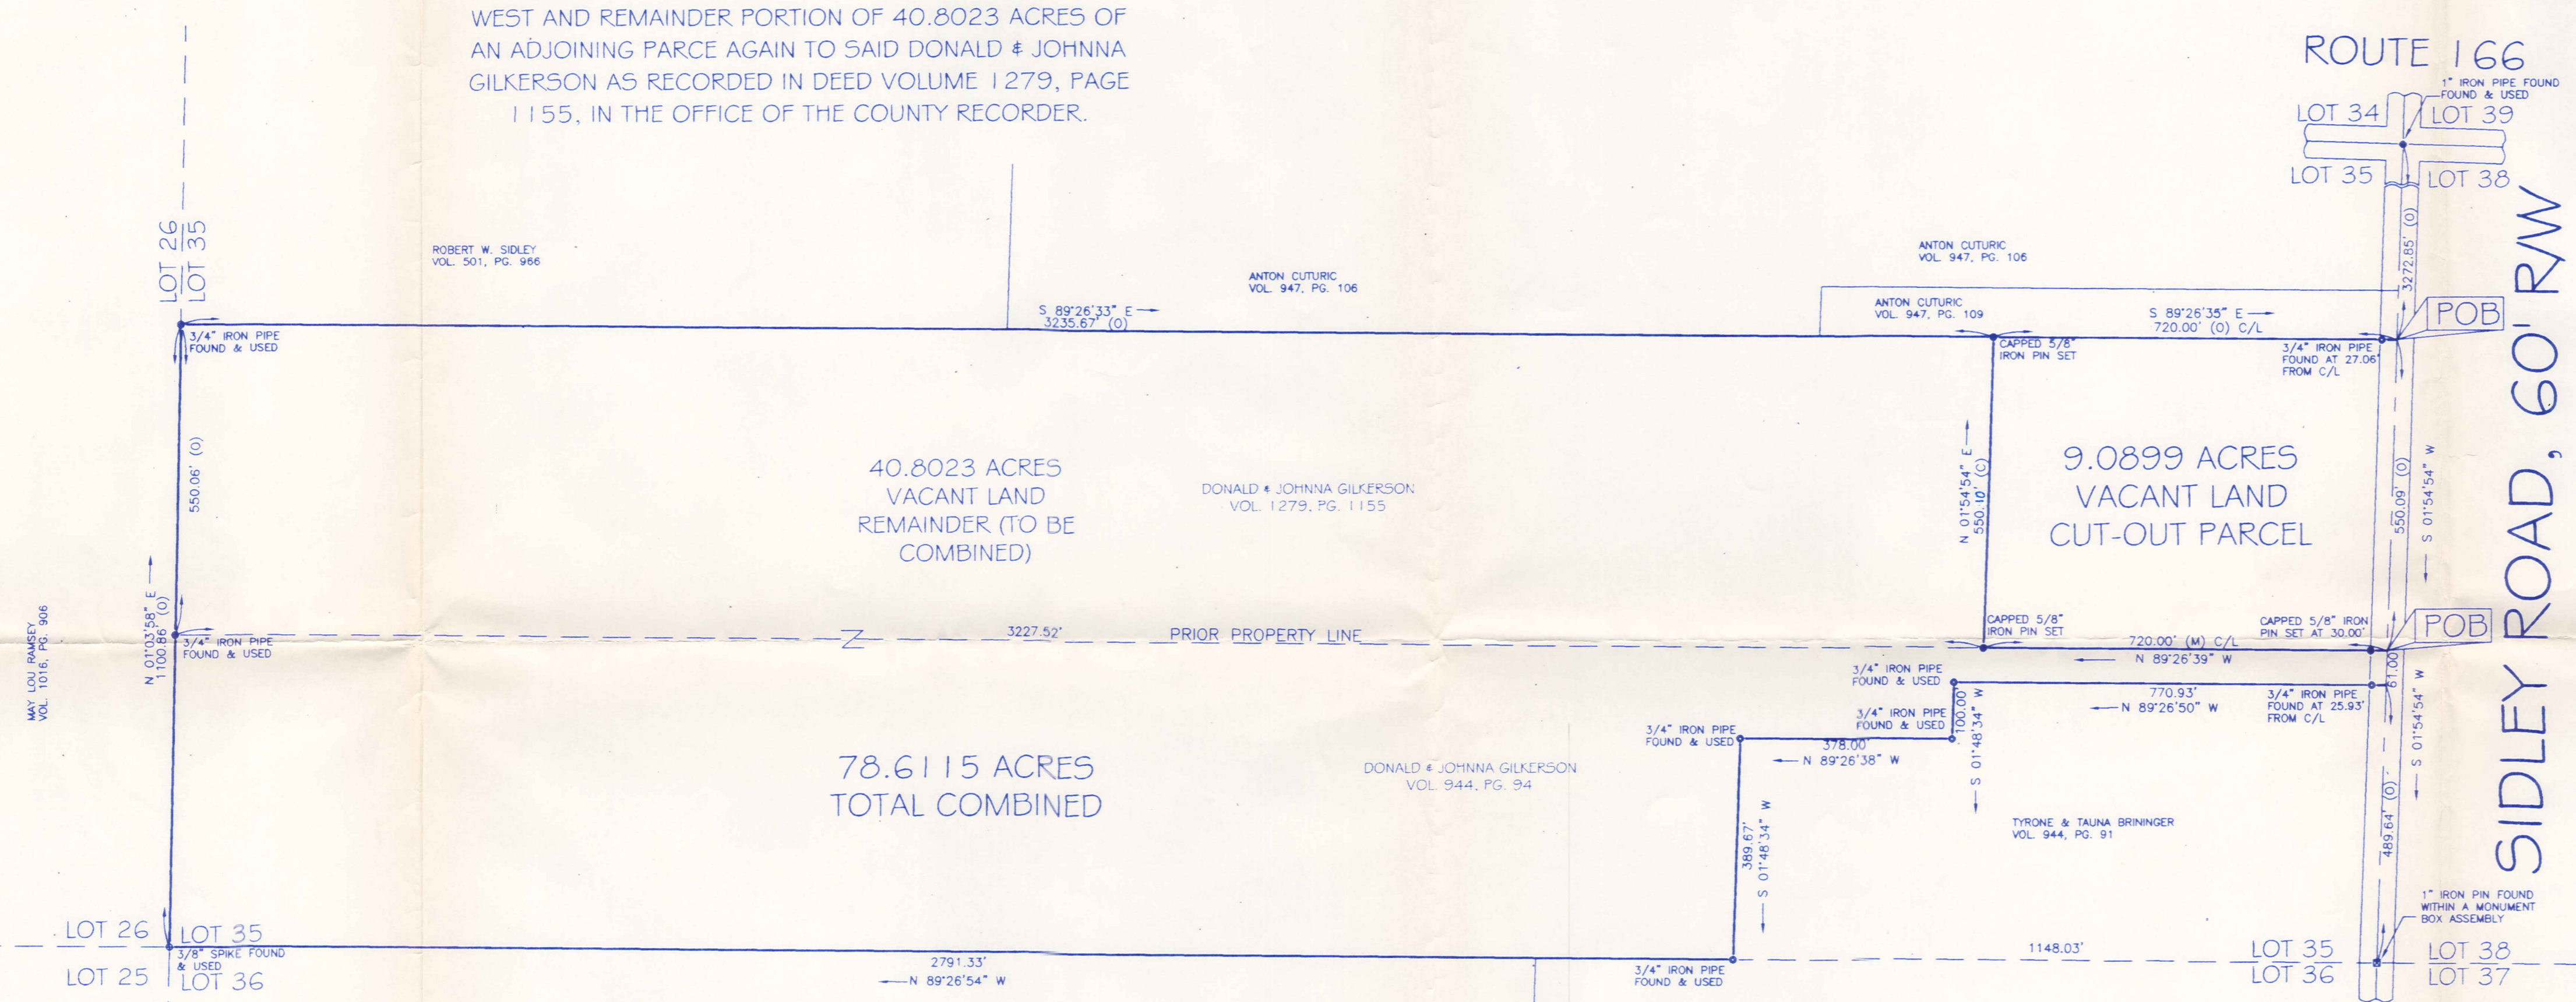 WEST AND REMAINDER PORTION OF 40.8023 ACRES OF
AN ADJOINING PARCE AGAIN TO SAID DONALD & JOHNNA
GILKERSON AS RECORDED IN DEED VOLUME 1279, PAGE
1155, IN THE OFFICE OF THE COUNTY RECORDER.
ROUTE 166
1" IRON PIPE FOUND
FOUND & USED
LOT 34
LOT 39
LOT 35
LOT 38
3272.85' (O)
SIDLEY ROAD, 60' R/W
LOT 26
LOT 35
ROBERT W. SIDLEY
VOL. 501, PG. 966
ANTON CUTURIC
VOL. 947, PG. 106
ANTON CUTURIC
VOL. 947, PG. 106
ANTON CUTURIC
VOL. 947, PG. 109
S 89°26'33" E
3235.67' (O)
S 89°26'35" E
720.00' (O) C/L
POB
3/4" IRON PIPE
FOUND & USED
CAPPED 5/8"
IRON PIN SET
3/4" IRON PIPE
FOUND AT 27.06'
FROM C/L
550.06' (O)
40.8023 ACRES
VACANT LAND
REMAINDER (TO BE
COMBINED)
DONALD & JOHNNA GILKERSON
VOL. 1279, PG. 1155
N 01°54'54" E
550.10' (C)
9.0899 ACRES
VACANT LAND
CUT-OUT PARCEL
550.09' (O)
S 01°54'54" W
MAY LOU RAMSEY
VOL. 1016, PG. 906
N 01°03'58" E
1100.86' (O)
3/4" IRON PIPE
FOUND & USED
3227.52'
PRIOR PROPERTY LINE
CAPPED 5/8"
IRON PIN SET
CAPPED 5/8" IRON
PIN SET AT 30.00'
POB
720.00' (M) C/L
N 89°26'39" W
61.00'
3/4" IRON PIPE
FOUND & USED
770.93'
N 89°26'50" W
3/4" IRON PIPE
FOUND AT 25.93'
FROM C/L
3/4" IRON PIPE
FOUND & USED
100.00'
S 01°48'34" W
3/4" IRON PIPE
FOUND & USED
378.00'
N 89°26'38" W
S 01°54'54" W
78.6115 ACRES
TOTAL COMBINED
DONALD & JOHNNA GILKERSON
VOL. 944, PG. 94
389.67'
S 01°48'34" W
TYRONE & TAUNA BRININGER
VOL. 944, PG. 91
489.64' (O)
1" IRON PIN FOUND
WITHIN A MONUMENT
BOX ASSEMBLY
LOT 26
LOT 35
3/8" SPIKE FOUND
& USED
LOT 25
LOT 36
2791.33'
N 89°26'54" W
3/4" IRON PIPE
FOUND & USED
1148.03'
LOT 35
LOT 38
LOT 36
LOT 37